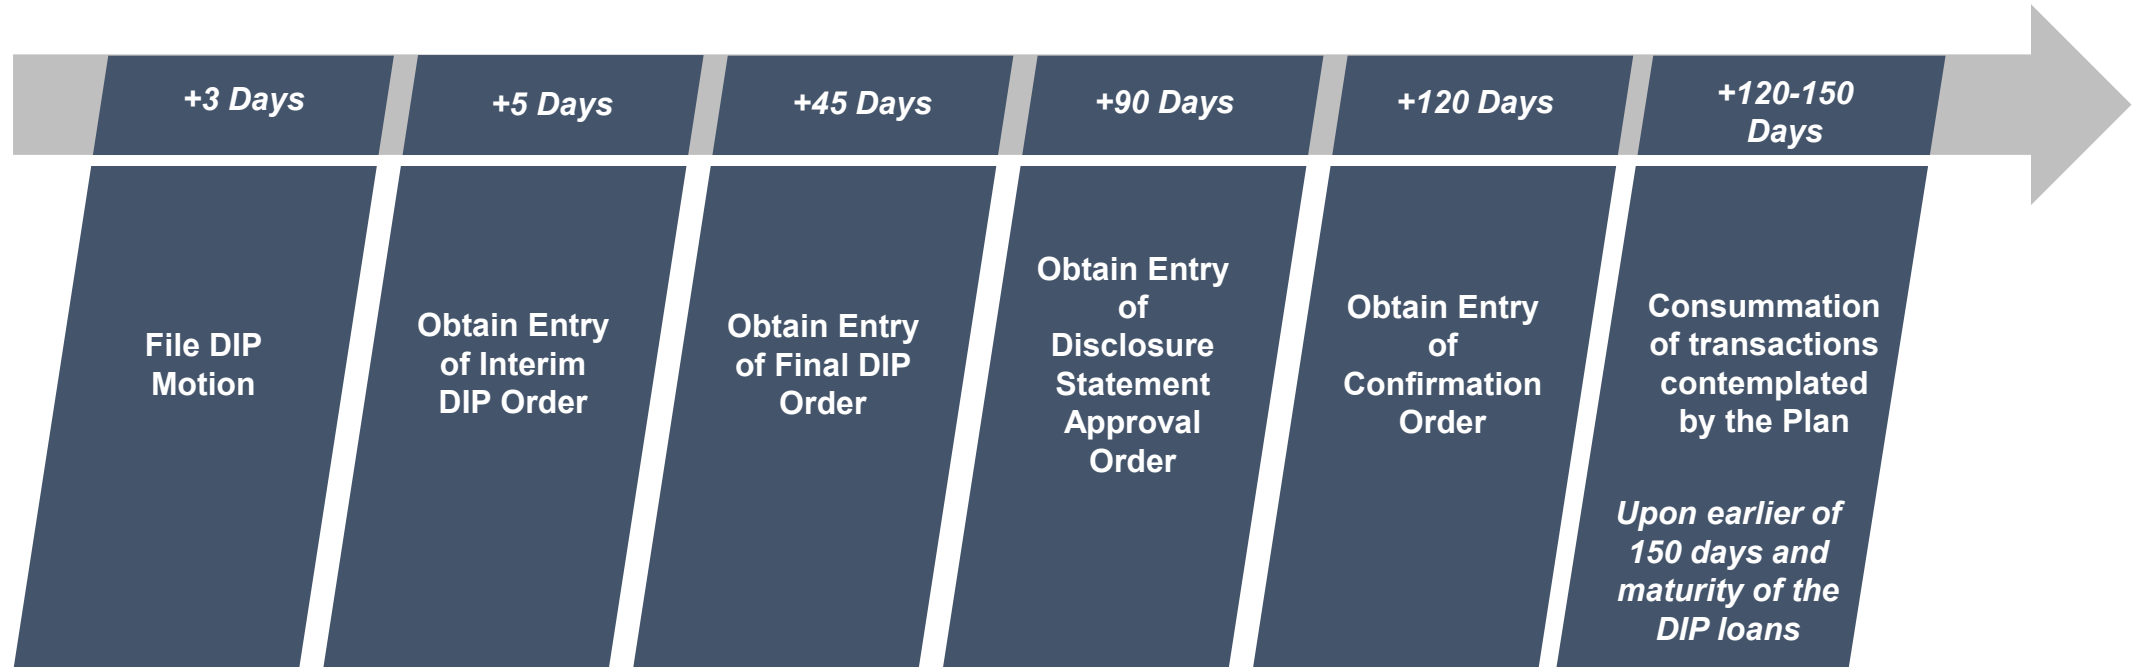 +3 Days
+5 Days
+45 Days
+90 Days
+120 Days
+120-150
Days
File DIP
Motion
Obtain Entry
of Interim
DIP Order
Obtain Entry
of Final DIP
Order
Obtain Entry
of
Disclosure
Statement
Approval
Order
Obtain Entry
of
Confirmation
Order
Consummation
of transactions
contemplated
by the Plan
Upon earlier of
150 days and
maturity of the
DIP loans